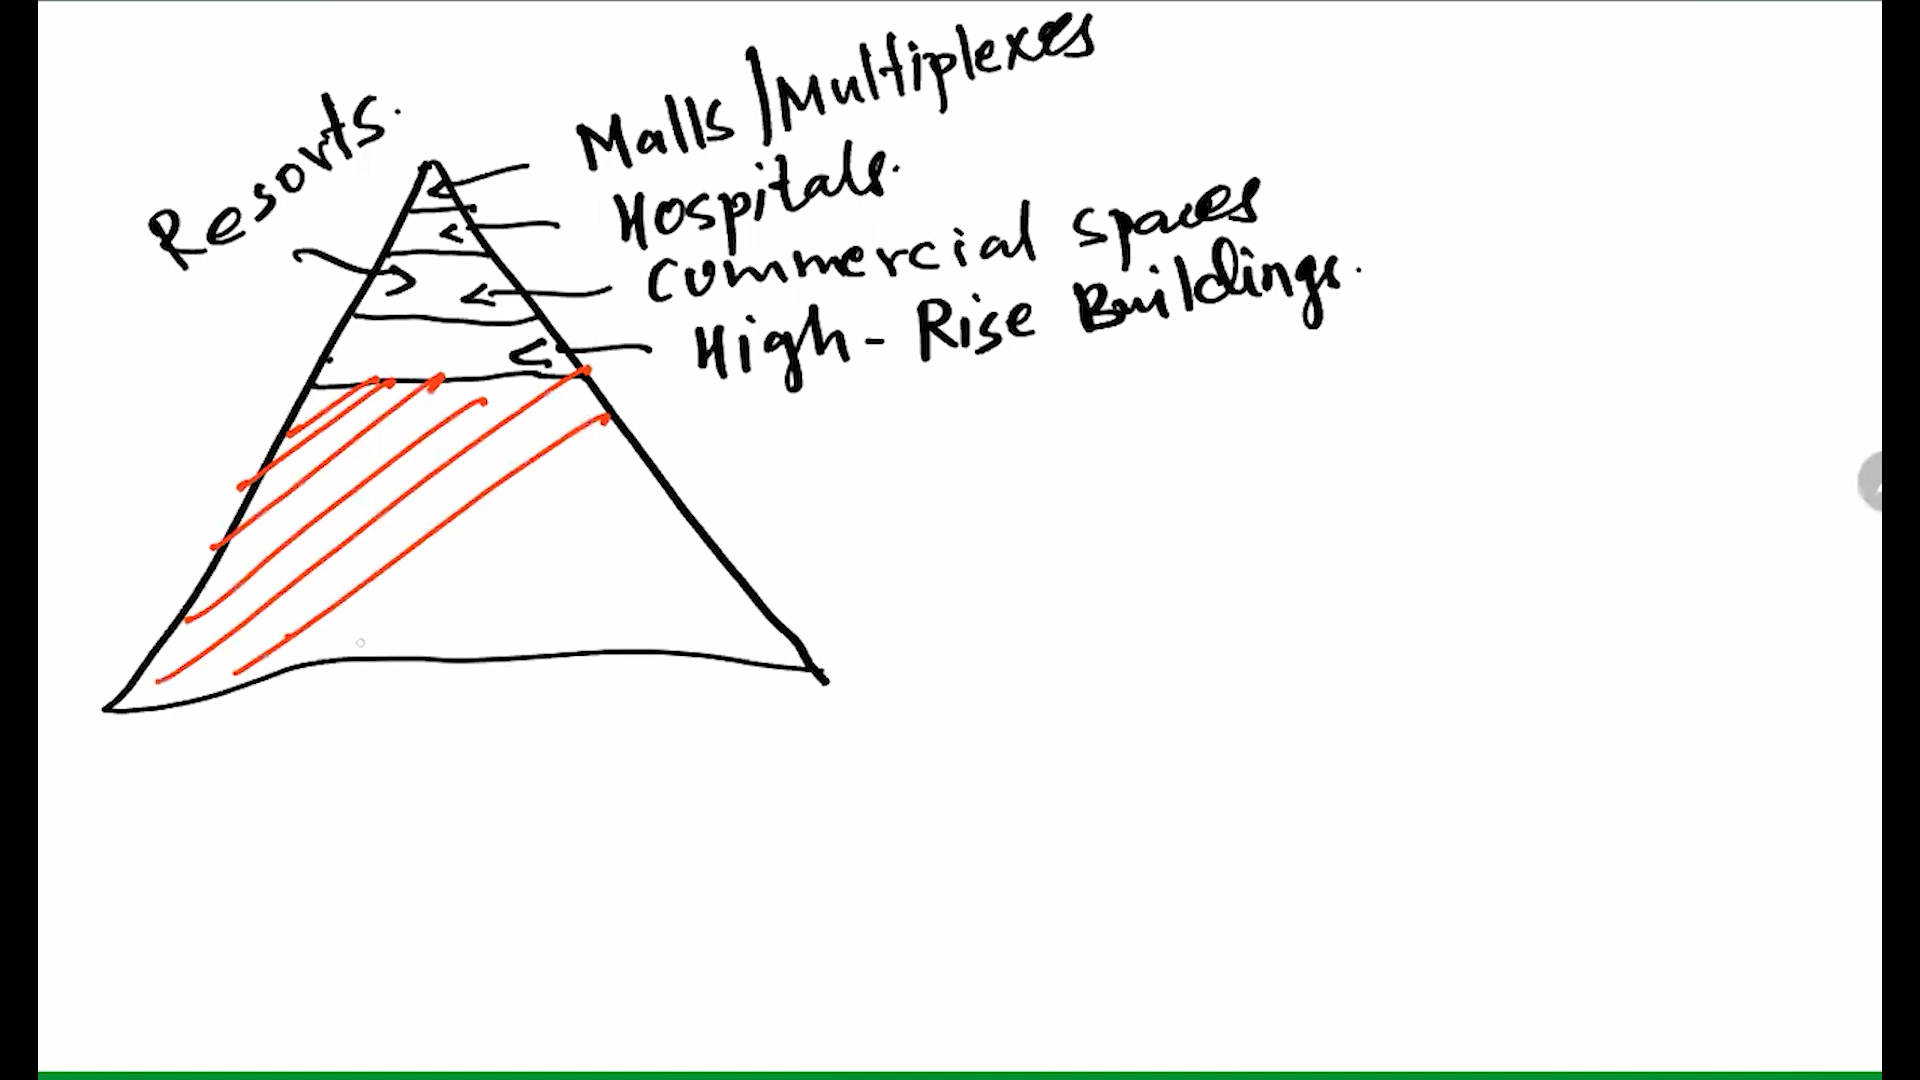 Resorts.
Malls/Multiplexes
Hospitals.
Commercial spaces
High-Rise Buildings.